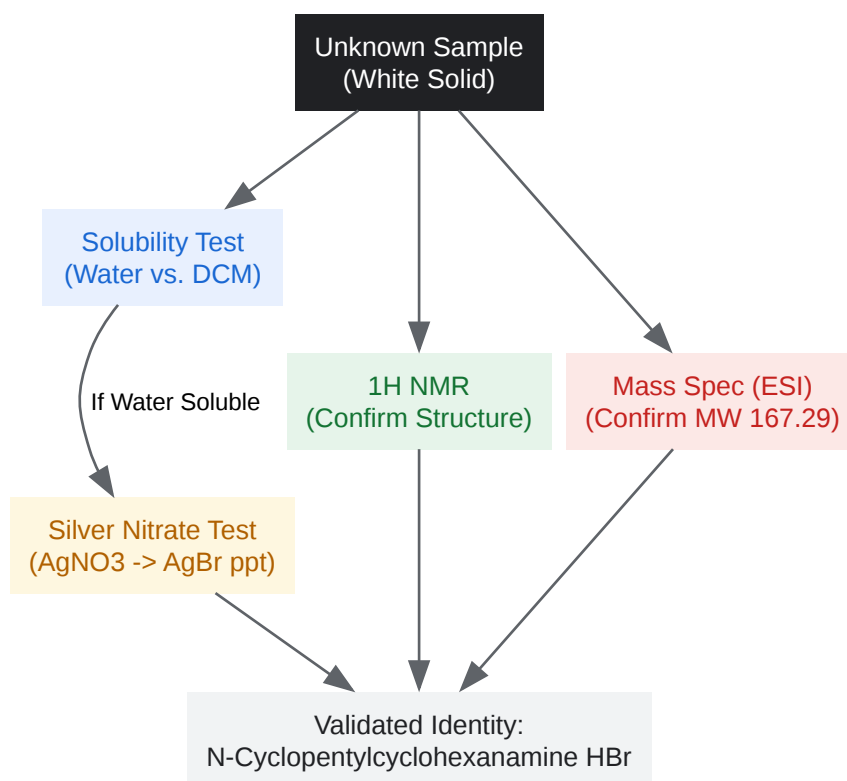 Unknown Sample
(White Solid)
Solubility Test
(Water vs. DCM)
If Water Soluble
1H NMR
(Confirm Structure)
Mass Spec (ESI)
(Confirm MW 167.29)
Silver Nitrate Test
(AgNO3 -> AgBr ppt)
Validated Identity:
N-Cyclopentylcyclohexanamine HBr